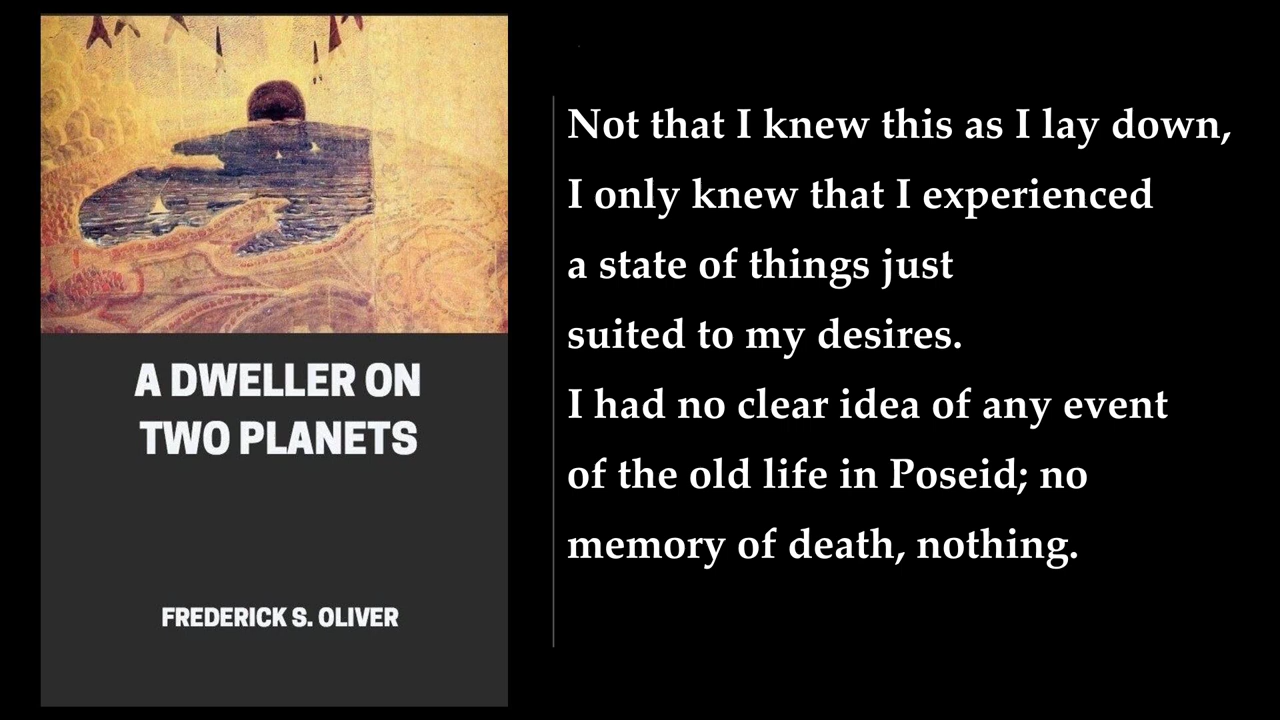 A DWELLER ON
TWO PLANETS
FREDERICK S. OLIVER
Not that I knew this as I lay down,
I only knew that I experienced
a state of things just
suited to my desires.
I had no clear idea of any event
of the old life in Poseid; no
memory of death, nothing.